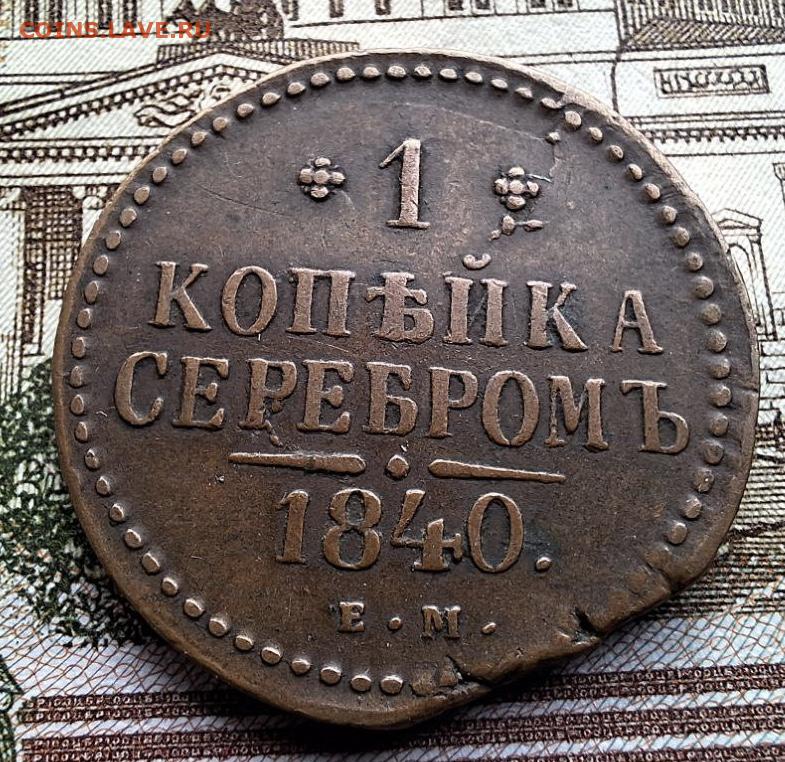 COINS.LAVE.RU
1
КОПѢЙКА
СЕРЕБРОМЪ
1840.
Е. М.